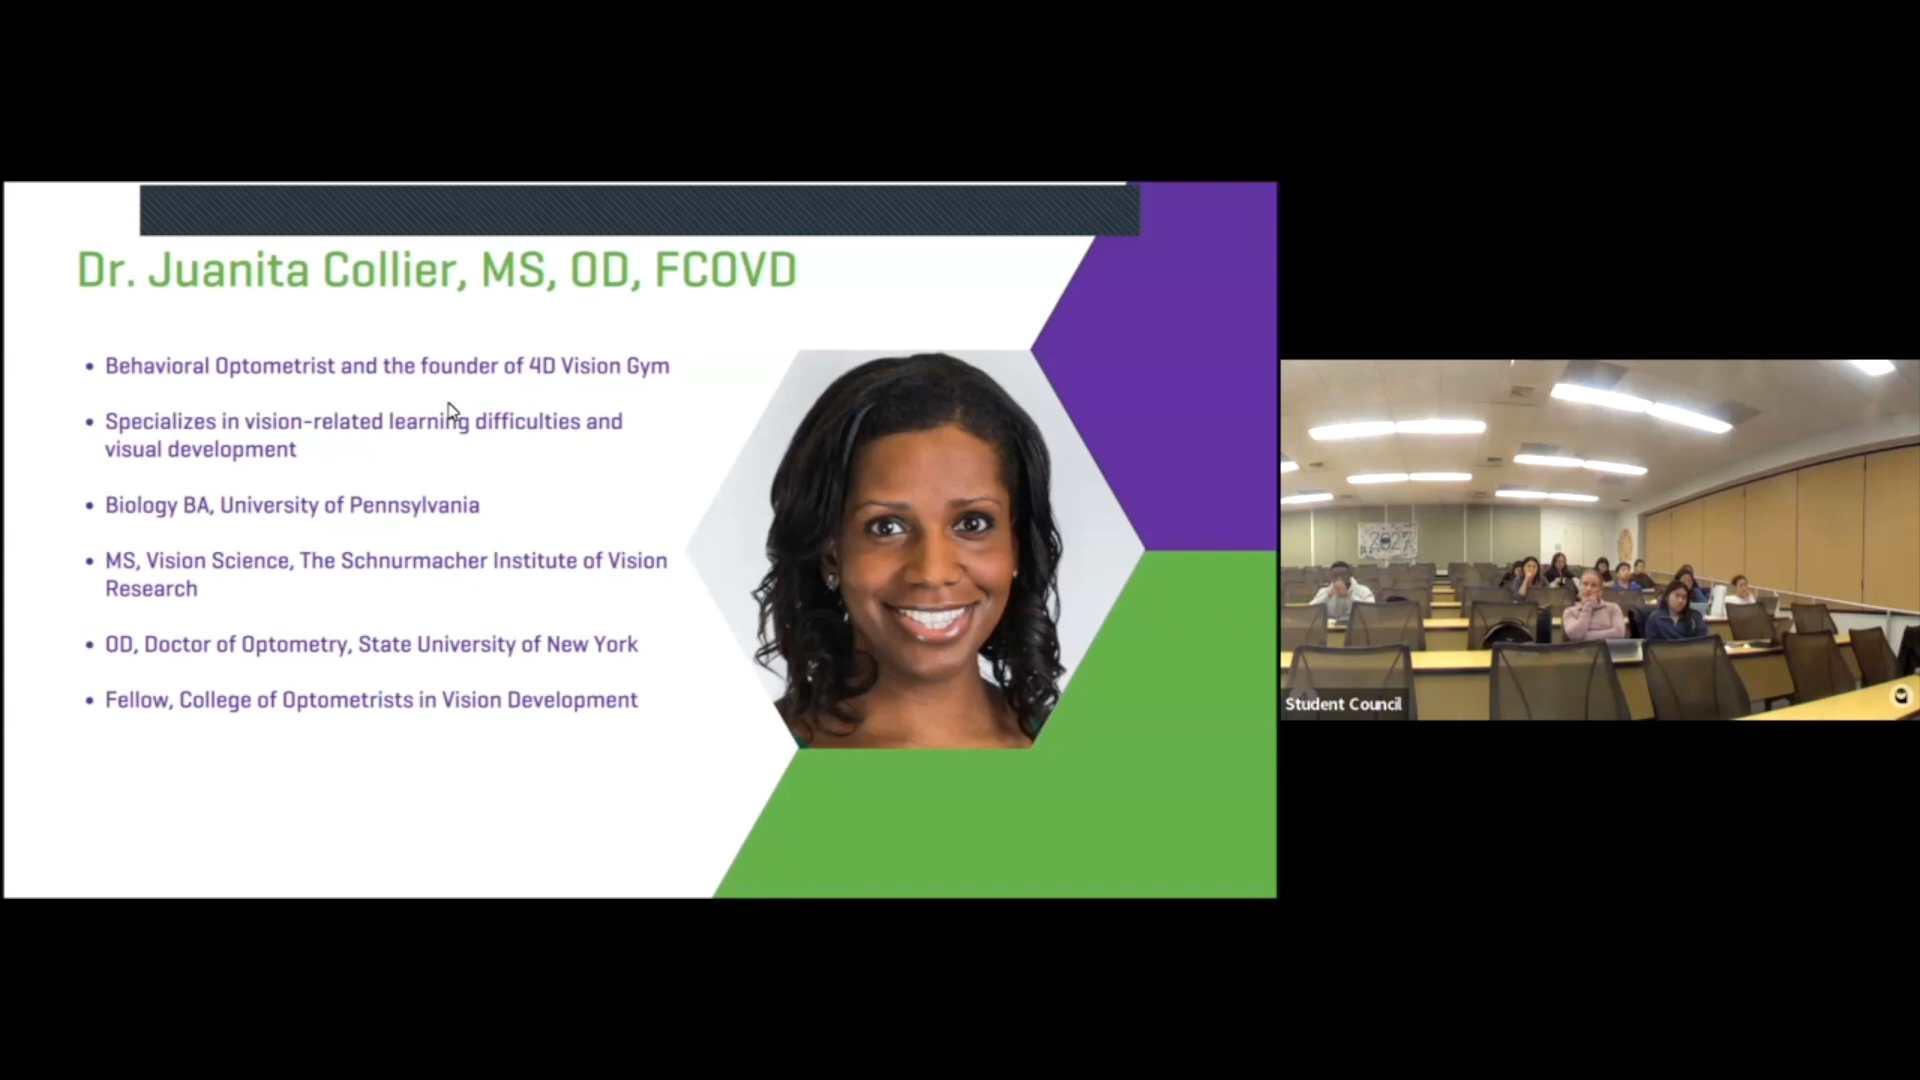 Dr. Juanita Collier, MS, OD, FCOVD
• Behavioral Optometrist and the founder of 4D Vision Gym
• Specializes in vision-related learning difficulties and
visual development
• Biology BA, University of Pennsylvania
• MS, Vision Science, The Schnurmacher Institute of Vision
Research
• OD, Doctor of Optometry, State University of New York
• Fellow, College of Optometrists in Vision Development
2027
Student Council